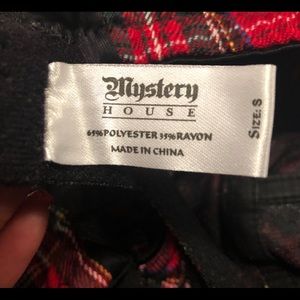 Mystery
HOUSE
65%POLYESTER 35%RAYON
MADE IN CHINA
SIZE: S